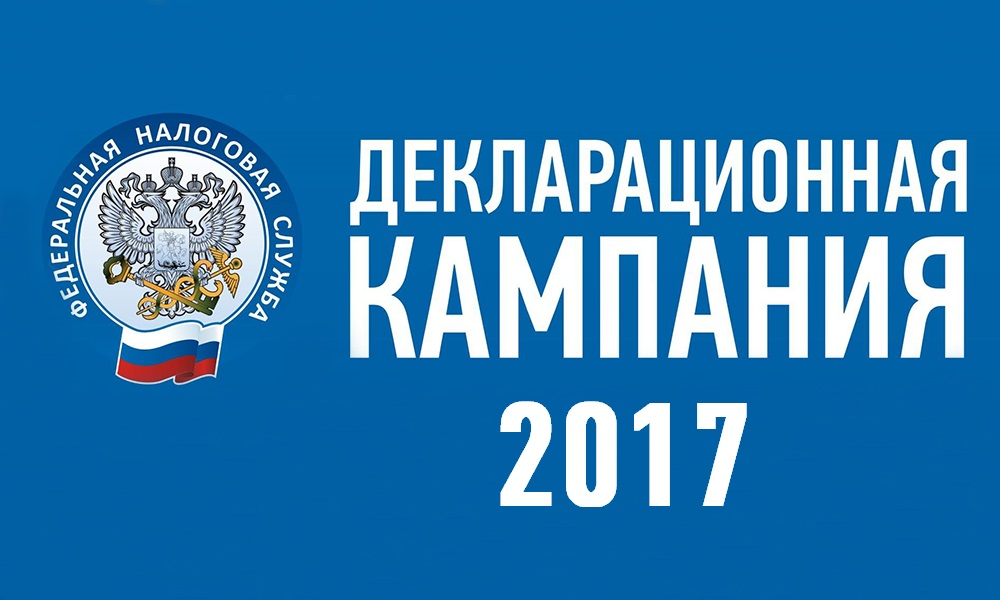 ФЕДЕРАЛЬНАЯ НАЛОГОВАЯ СЛУЖБА
ДЕКЛАРАЦИОННАЯ
КАМПАНИЯ
2017